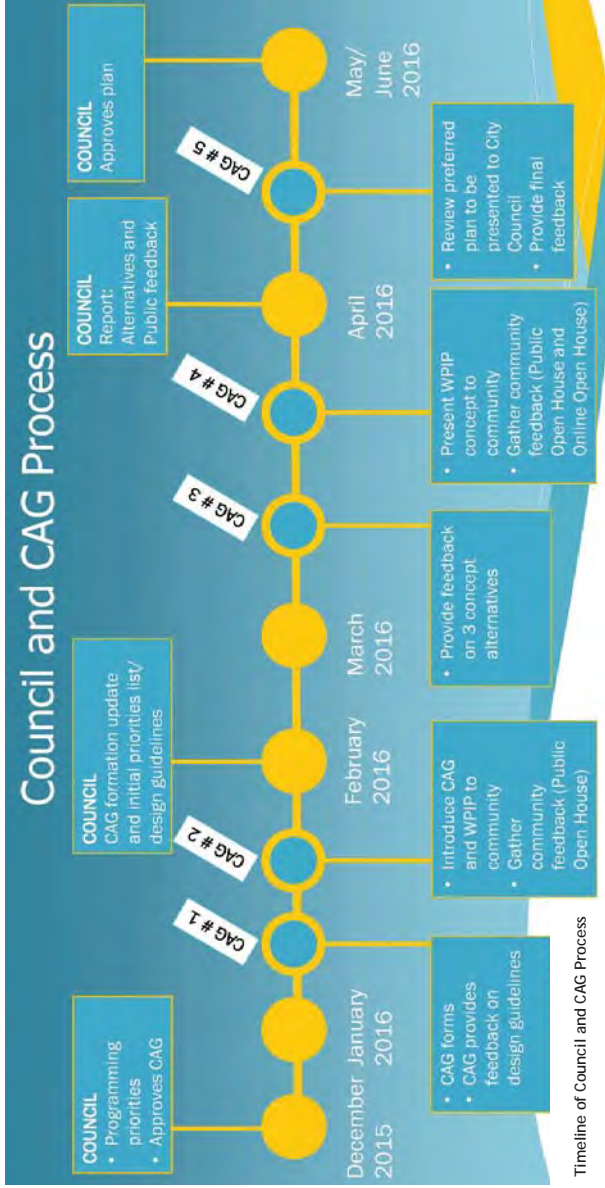 Council and CAG Process
COUNCIL
• Programming
priorities
• Approves CAG
COUNCIL
CAG formation update
and initial priorities list/
design guidelines
COUNCIL
Report:
Alternatives and
Public feedback
COUNCIL
Approves plan
CAG # 1
CAG # 2
CAG # 3
CAG # 4
CAG # 5
December
2015
January
2016
February
2016
March
2016
April
2016
May/
June
2016
• CAG forms
• CAG provides
feedback on
design guidelines
• Introduce CAG
and WPIP to
community
• Gather
community
feedback (Public
Open House)
• Provide feedback
on 3 concept
alternatives
• Present WPIP
concept to
community
• Gather community
feedback (Public
Open House and
Online Open House)
• Review preferred
plan to be
presented to City
Council
• Provide final
feedback
Timeline of Council and CAG Process